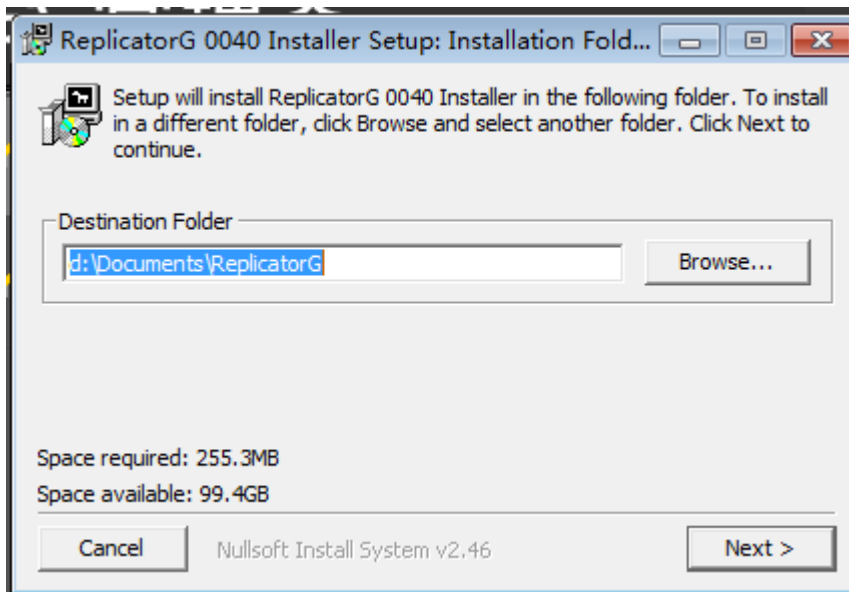 ReplicatorG 0040 Installer Setup: Installation Fold...
Setup will install ReplicatorG 0040 Installer in the following folder. To install
in a different folder, click Browse and select another folder. Click Next to
continue.
Destination Folder
d:\Documents\ReplicatorG
Browse...
Space required: 255.3MB
Space available: 99.4GB
Cancel
Nullsoft Install System v2.46
Next >